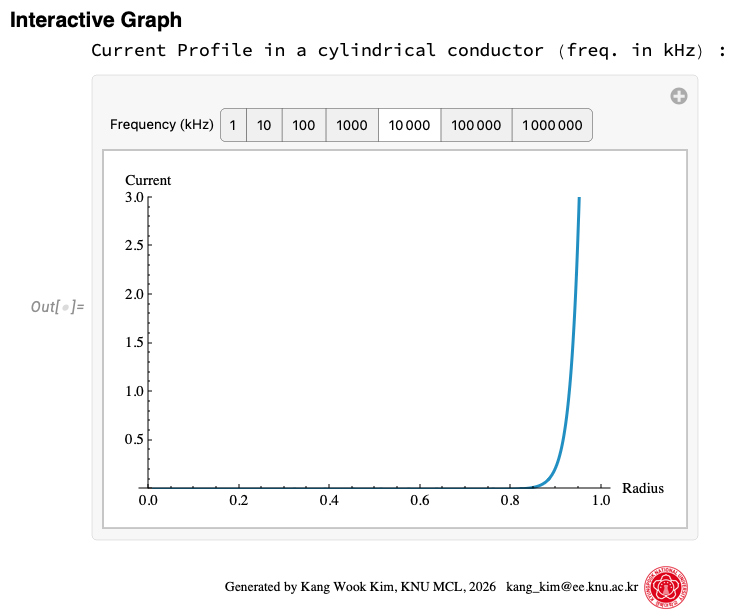 Interactive Graph
Current Profile in a cylindrical conductor (freq. in kHz) :
Frequency (kHz) 1 10 100 1000 10 000 100 000 1 000 000
Current
3.0
2.5
2.0
Out[ ]=
1.5
1.0
0.5
0.0 0.2 0.4 0.6 0.8 1.0 Radius
Generated by Kang Wook Kim, KNU MCL, 2026 kang_kim@ee.knu.ac.kr